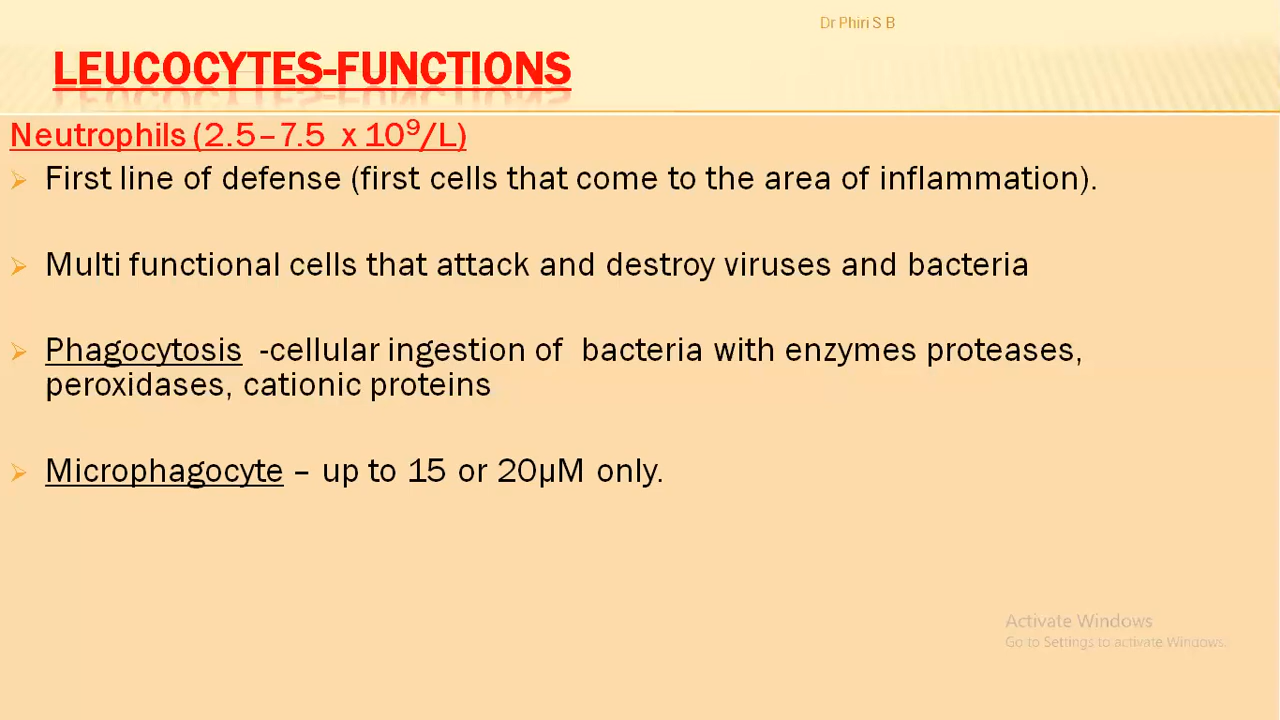 Dr Phiri S B
LEUCOCYTES-FUNCTIONS
Neutrophils (2.5–7.5 x 10⁹/L)
First line of defense (first cells that come to the area of inflammation).
Multi functional cells that attack and destroy viruses and bacteria
Phagocytosis -cellular ingestion of bacteria with enzymes proteases,
peroxidases, cationic proteins
Microphagocyte – up to 15 or 20µM only.
Activate Windows
Go to Settings to activate Windows.